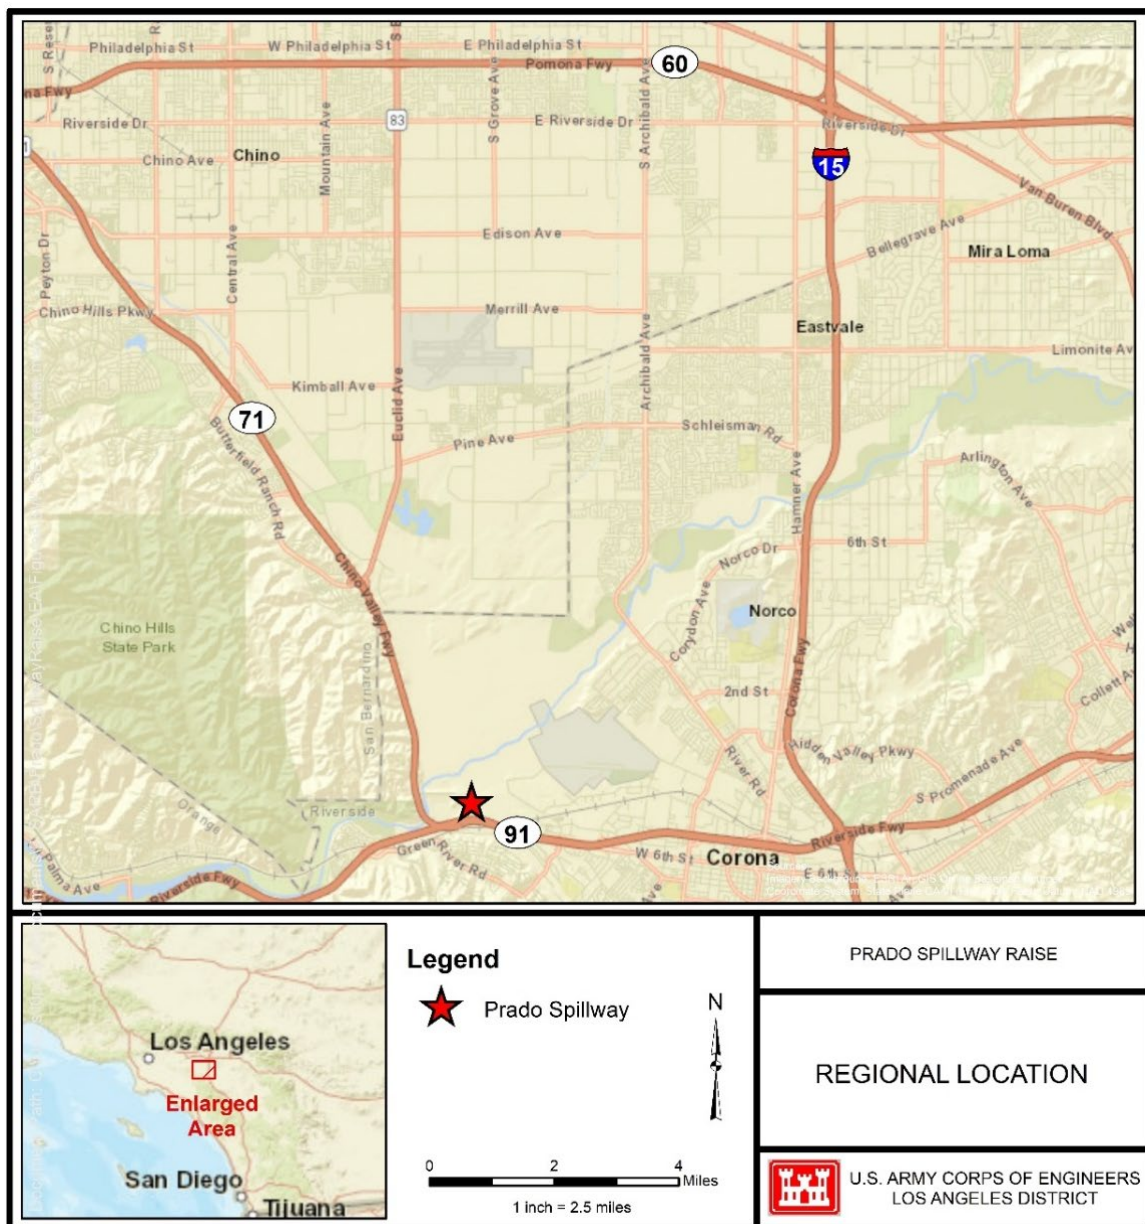 Philadelphia St
W Philadelphia St
E Philadelphia St
Pomona Fwy
60
S Grove Ave
S Archibald Ave
Riverside Dr
83
E Riverside Dr
Riverside Dr
Chino Ave
Chino
Mountain Ave
15
Van Buren Blvd
Edison Ave
Bellegrave Ave
Mira Loma
Peyton Dr
Central Ave
Chino Hills Pkwy
Merrill Ave
Eastvale
Limonite Av
Kimball Ave
Euclid Ave
Archibald Ave
71
Butterfield Ranch Rd
Pine Ave
Schleisman Rd
Hamner Ave
Arlington Ave
Chino Valley Fwy
Norco Dr
6th St
Chino Hills
State Park
Corydon Ave
Norco
San Bernardino
2nd St
Corona Fwy
Collett Av
River Rd
Hidden Valley Pkwy
S Promenade Ave
Orange
Riverside
91
Green River Rd
W 6th St
Corona
Riverside Fwy
E 6th St
Palma Ave
Riverside Fwy
Los Angeles
Enlarged
Area
San Diego
Tijuana
Legend
Prado Spillway
N
0 2 4
Miles
1 inch = 2.5 miles
PRADO SPILLWAY RAISE
REGIONAL LOCATION
U.S. ARMY CORPS OF ENGINEERS
LOS ANGELES DISTRICT